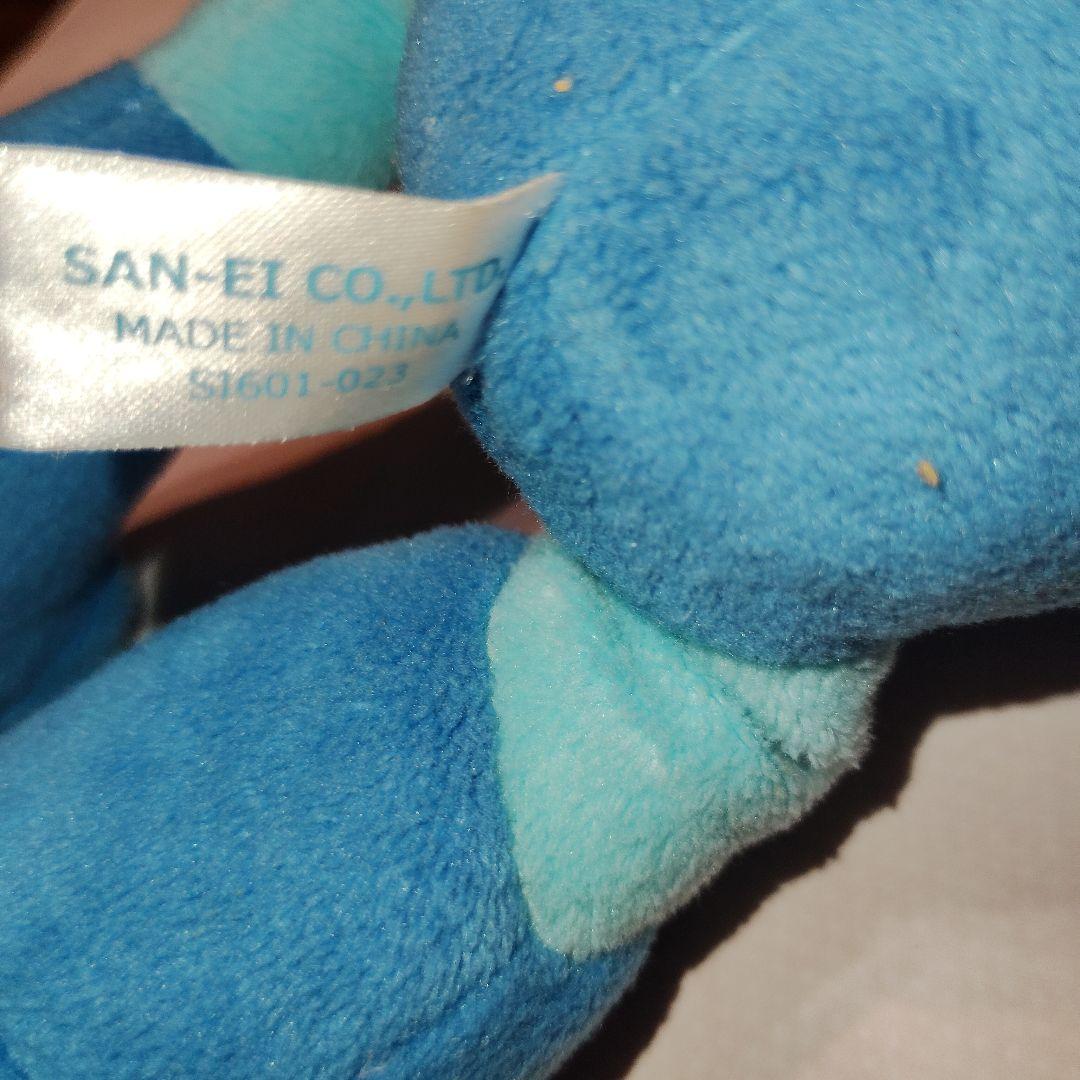 SAN-EI CO.,LTD.
MADE IN CHINA
S1601-023